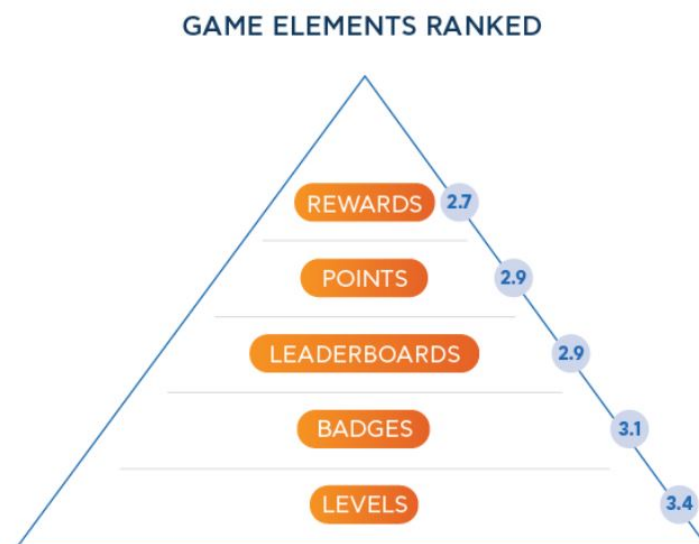 GAME ELEMENTS RANKED
REWARDS 2.7
POINTS 2.9
LEADERBOARDS 2.9
BADGES 3.1
LEVELS 3.4